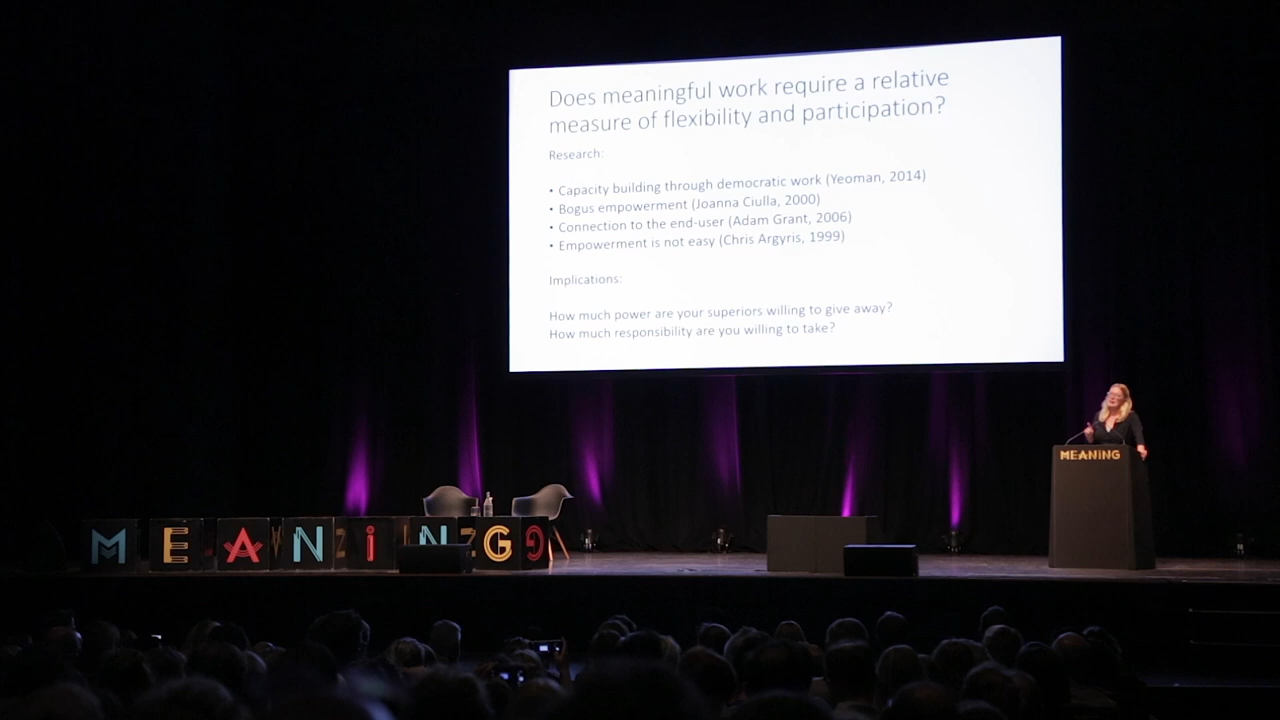 Does meaningful work require a relative
measure of flexibility and participation?
Research:
• Capacity building through democratic work (Yeoman, 2014)
• Bogus empowerment (Joanna Ciulla, 2000)
• Connection to the end-user (Adam Grant, 2006)
• Empowerment is not easy (Chris Argyris, 1999)
Implications:
How much power are your superiors willing to give away?
How much responsibility are you willing to take?
MEANiNG
MEANiNG